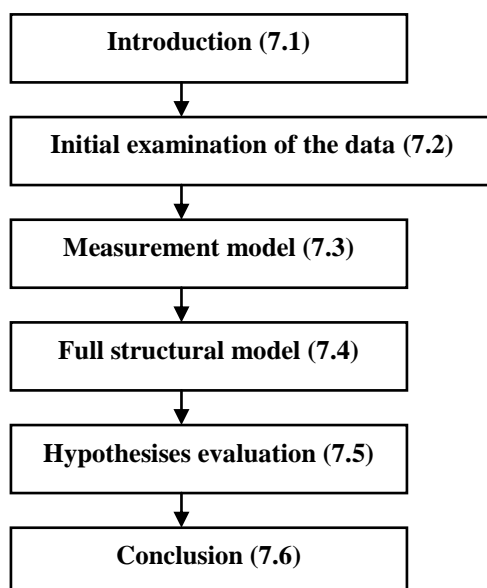 Introduction (7.1)
Initial examination of the data (7.2)
Measurement model (7.3)
Full structural model (7.4)
Hypothesises evaluation (7.5)
Conclusion (7.6)